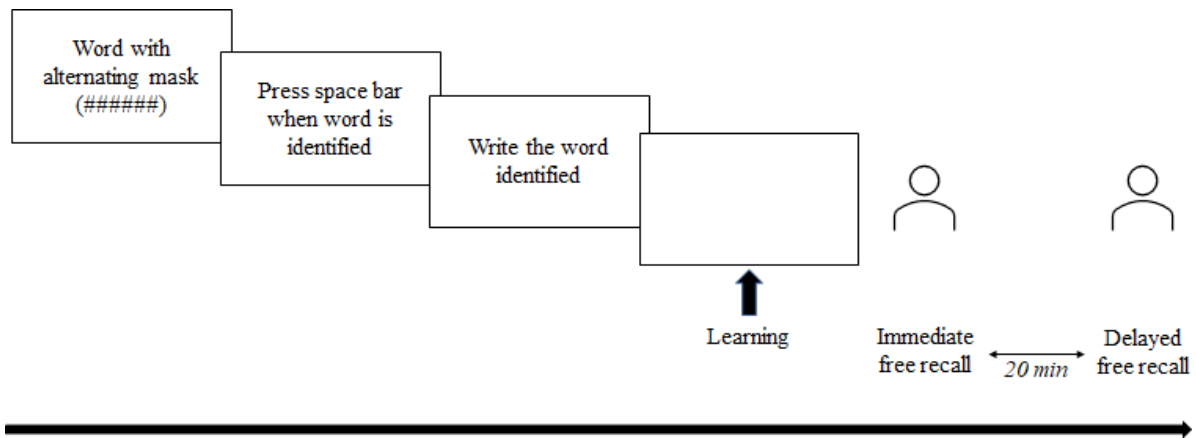 Word with
alternating mask
(######)
Press space bar
when word is
identified
Write the word
identified
Learning
Immediate
free recall
20 min
Delayed
free recall